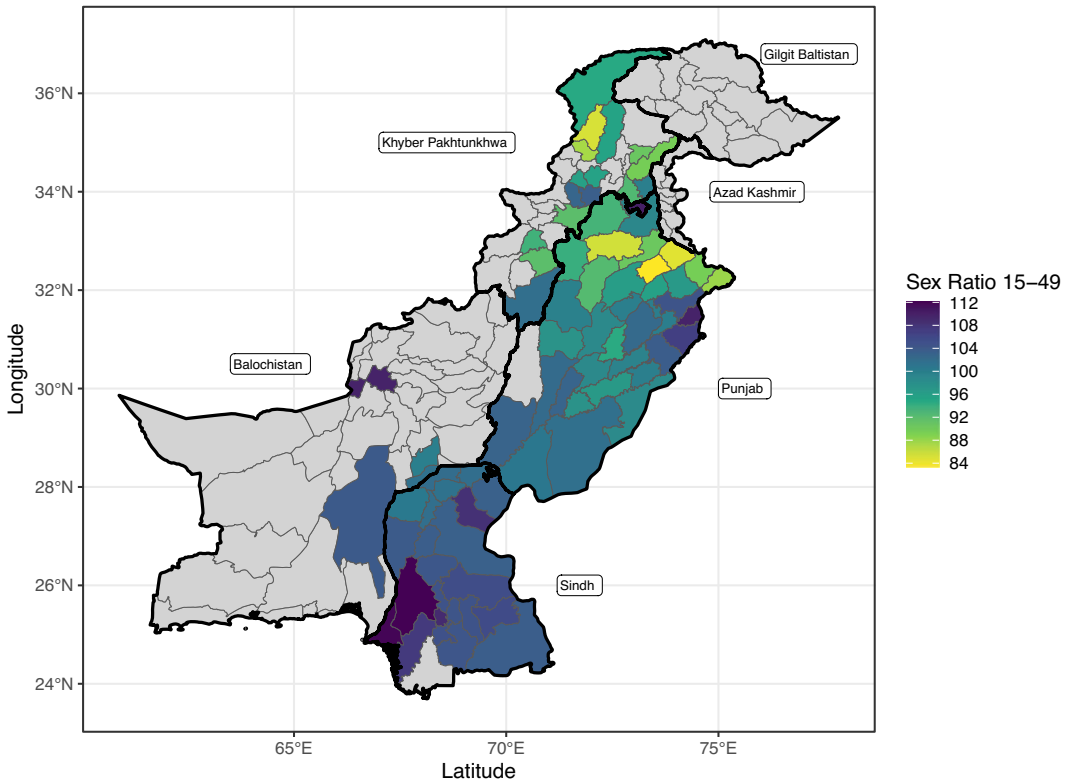 Gilgit Baltistan
36°N
Khyber Pakhtunkhwa
34°N
Azad Kashmir
Sex Ratio 15–49
32°N
112
108
104
100
96
92
88
84
Longitude
Balochistan
30°N
Punjab
28°N
26°N
Sindh
24°N
65°E
70°E
75°E
Latitude